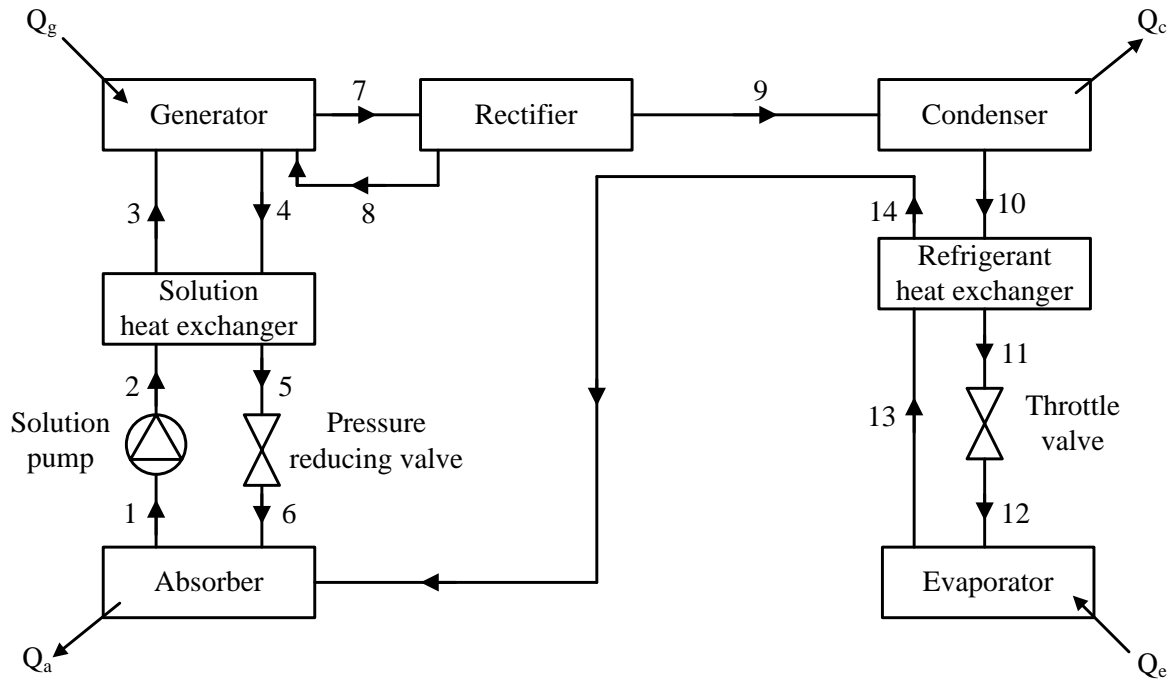 Qg
Qc
7
9
Generator
Rectifier
Condenser
3
4
8
14
10
Solution
heat exchanger
Refrigerant
heat exchanger
2
5
11
Solution
pump
Pressure
reducing valve
13
Throttle
valve
1
6
12
Absorber
Evaporator
Qa
Qe